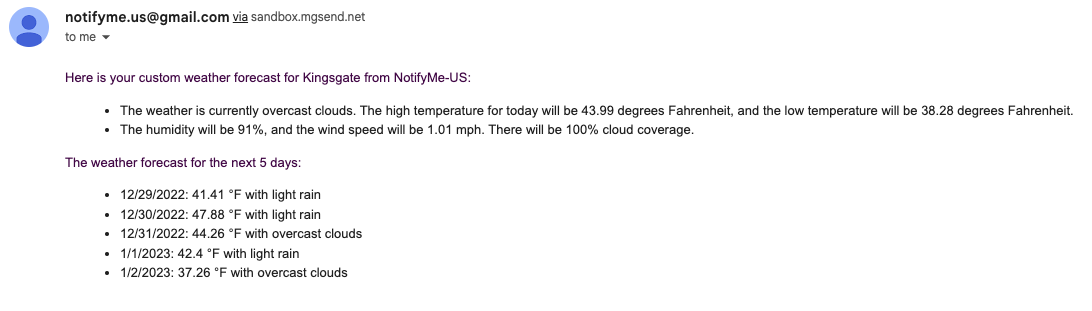 notifyme.us@gmail.com via sandbox.mgsend.net
to me
Here is your custom weather forecast for Kingsgate from NotifyMe-US:
• The weather is currently overcast clouds. The high temperature for today will be 43.99 degrees Fahrenheit, and the low temperature will be 38.28 degrees Fahrenheit.
• The humidity will be 91%, and the wind speed will be 1.01 mph. There will be 100% cloud coverage.
The weather forecast for the next 5 days:
• 12/29/2022: 41.41 °F with light rain
• 12/30/2022: 47.88 °F with light rain
• 12/31/2022: 44.26 °F with overcast clouds
• 1/1/2023: 42.4 °F with light rain
• 1/2/2023: 37.26 °F with overcast clouds